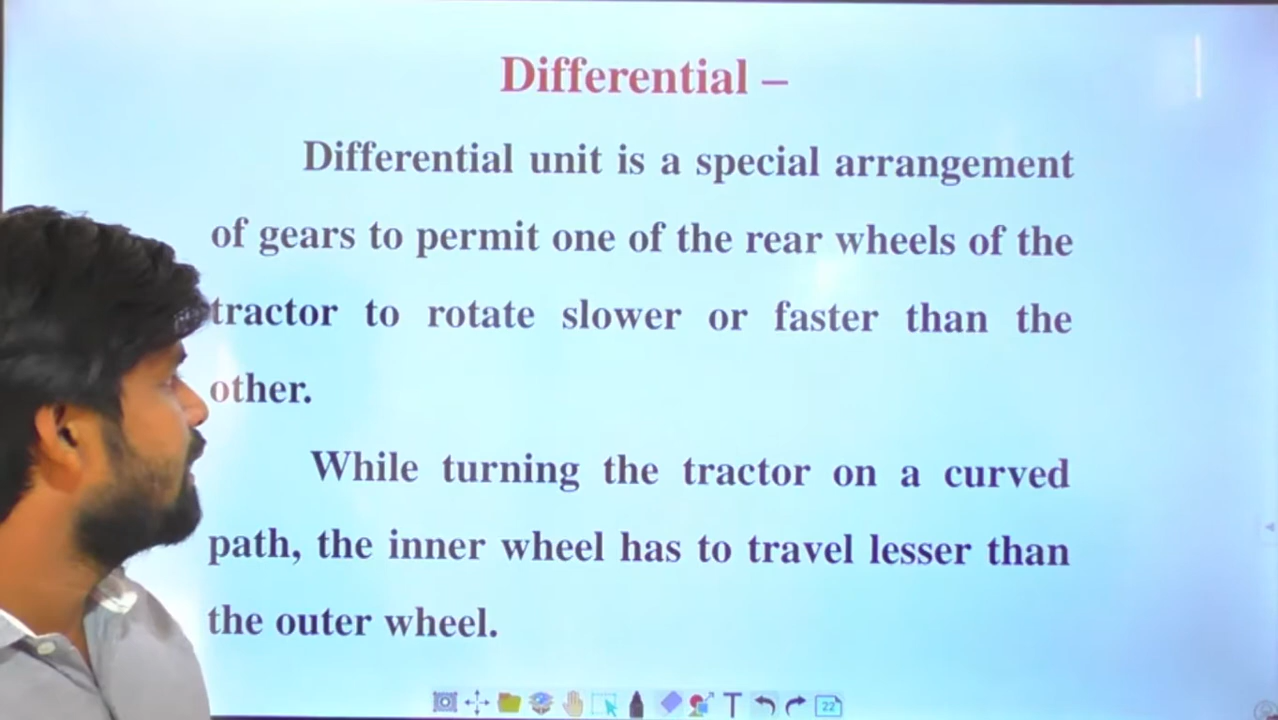 Differential –
Differential unit is a special arrangement
of gears to permit one of the rear wheels of the
tractor to rotate slower or faster than the
other.
While turning the tractor on a curved
path, the inner wheel has to travel lesser than
the outer wheel.
T
22